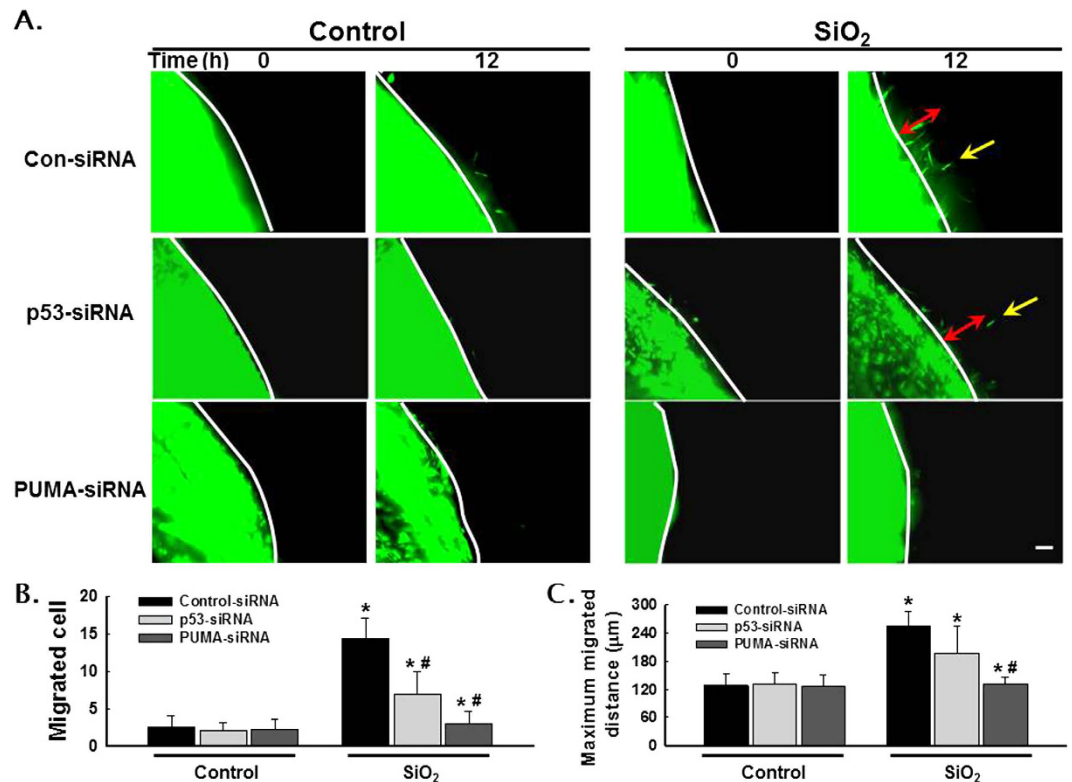 A.
Control SiO₂
Time (h) 0 12 0 12
Con-siRNA
p53-siRNA
PUMA-siRNA
B.
Migrated cell
20
15
10
5
0
Control-siRNA
p53-siRNA
PUMA-siRNA
*
* #
* #
Control SiO₂
C.
Maximum migrated
distance (μm)
300
240
180
120
60
0
Control-siRNA
p53-siRNA
PUMA-siRNA
*
*
* #
Control SiO₂